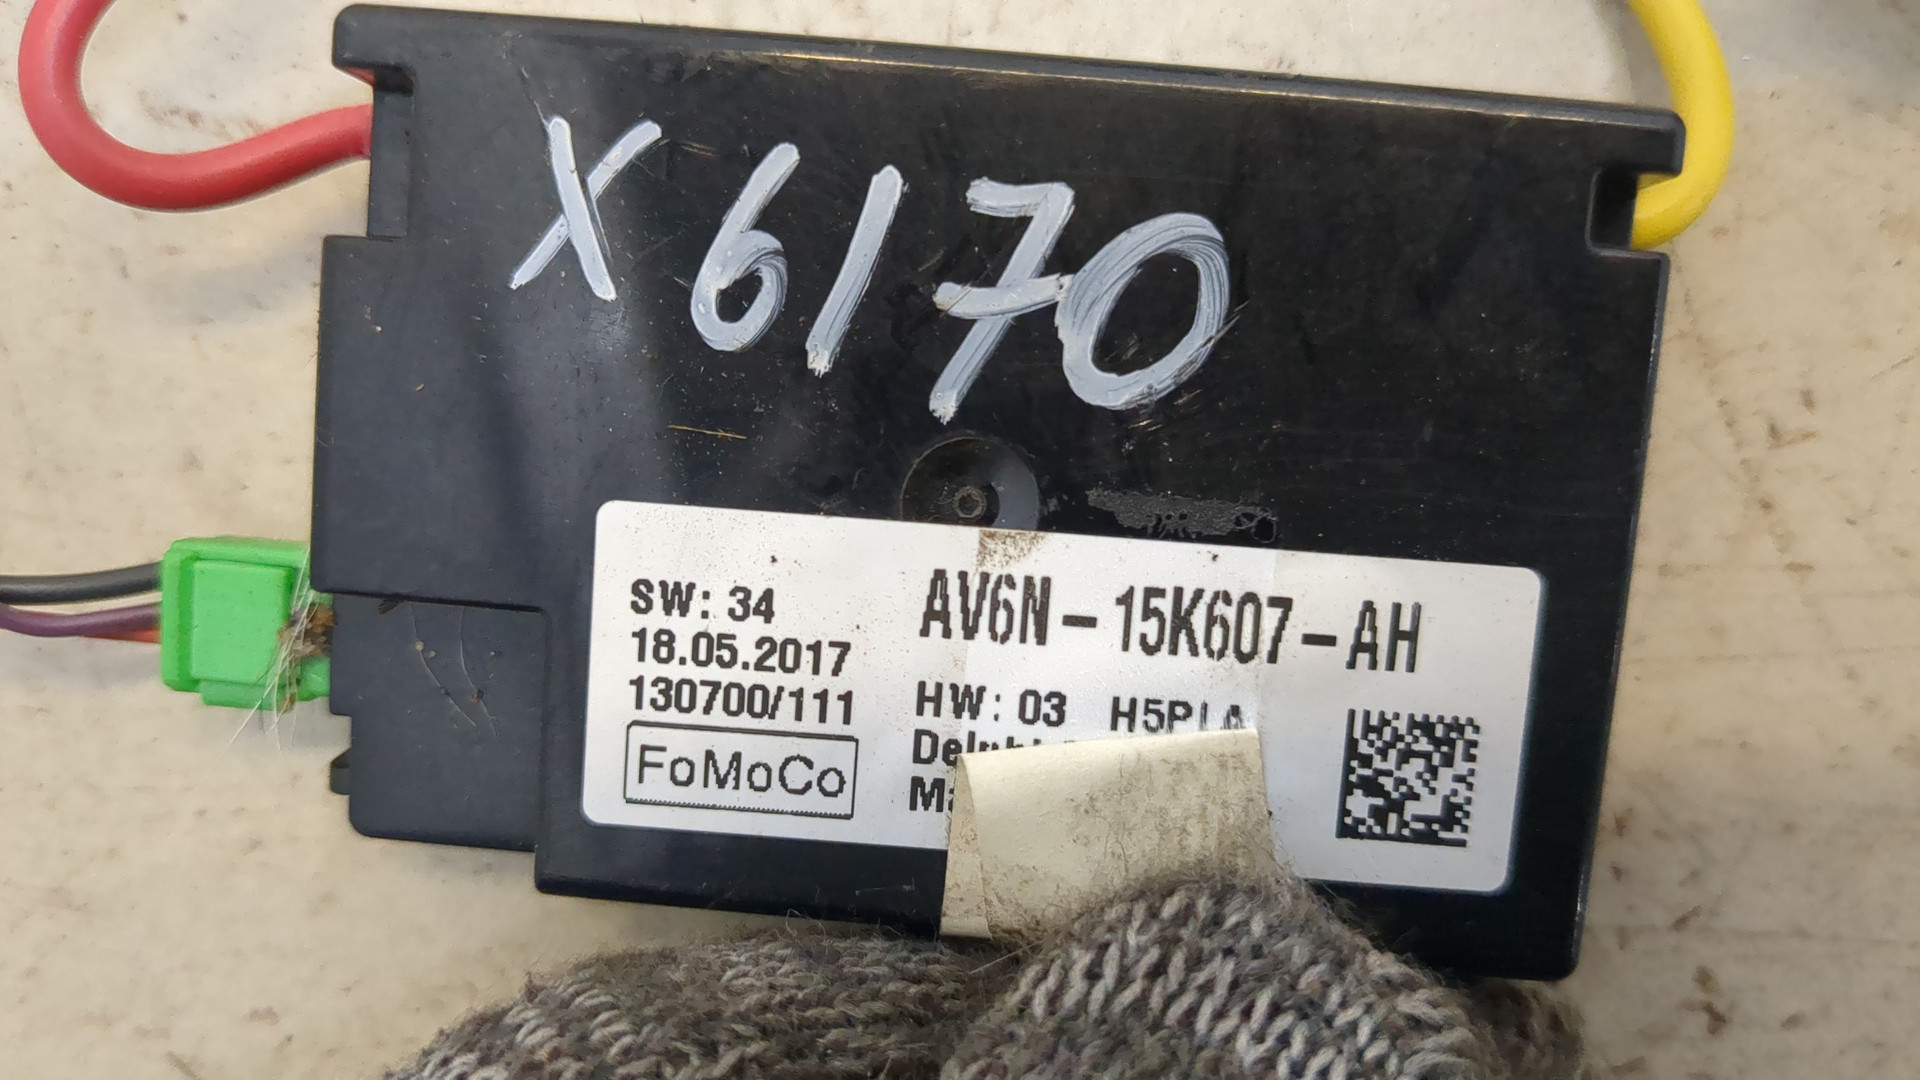 X6170
SW: 34
18.05.2017
130700/111
FoMoCo
AV6N-15K607-AH
HW: 03